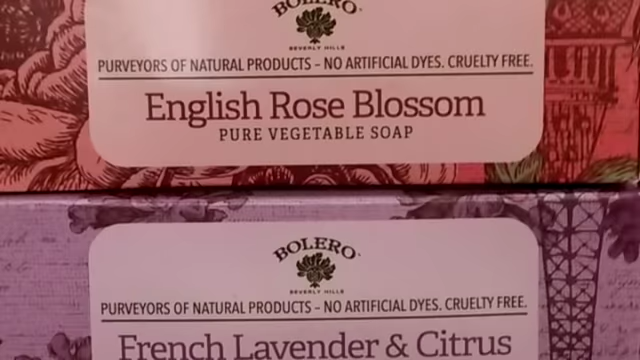 BOLERO
BEVERLY HILLS
PURVEYORS OF NATURAL PRODUCTS – NO ARTIFICIAL DYES. CRUELTY FREE.
English Rose Blossom
PURE VEGETABLE SOAP
BOLERO
BEVERLY HILLS
PURVEYORS OF NATURAL PRODUCTS – NO ARTIFICIAL DYES. CRUELTY FREE.
French Lavender & Citrus